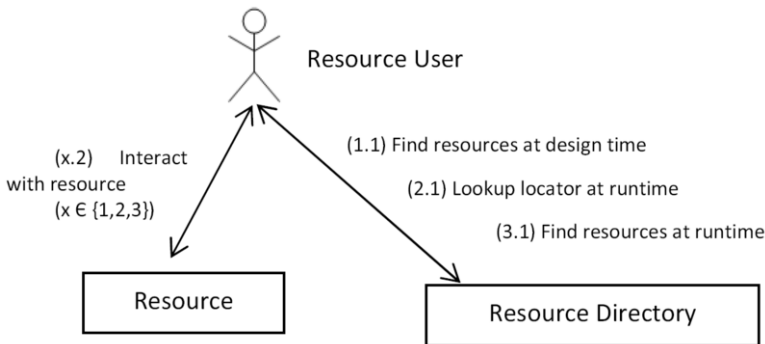 Resource User
(1.1) Find resources at design time
(x.2) Interact
with resource
(x Є {1,2,3})
(2.1) Lookup locator at runtime
(3.1) Find resources at runtime
Resource
Resource Directory